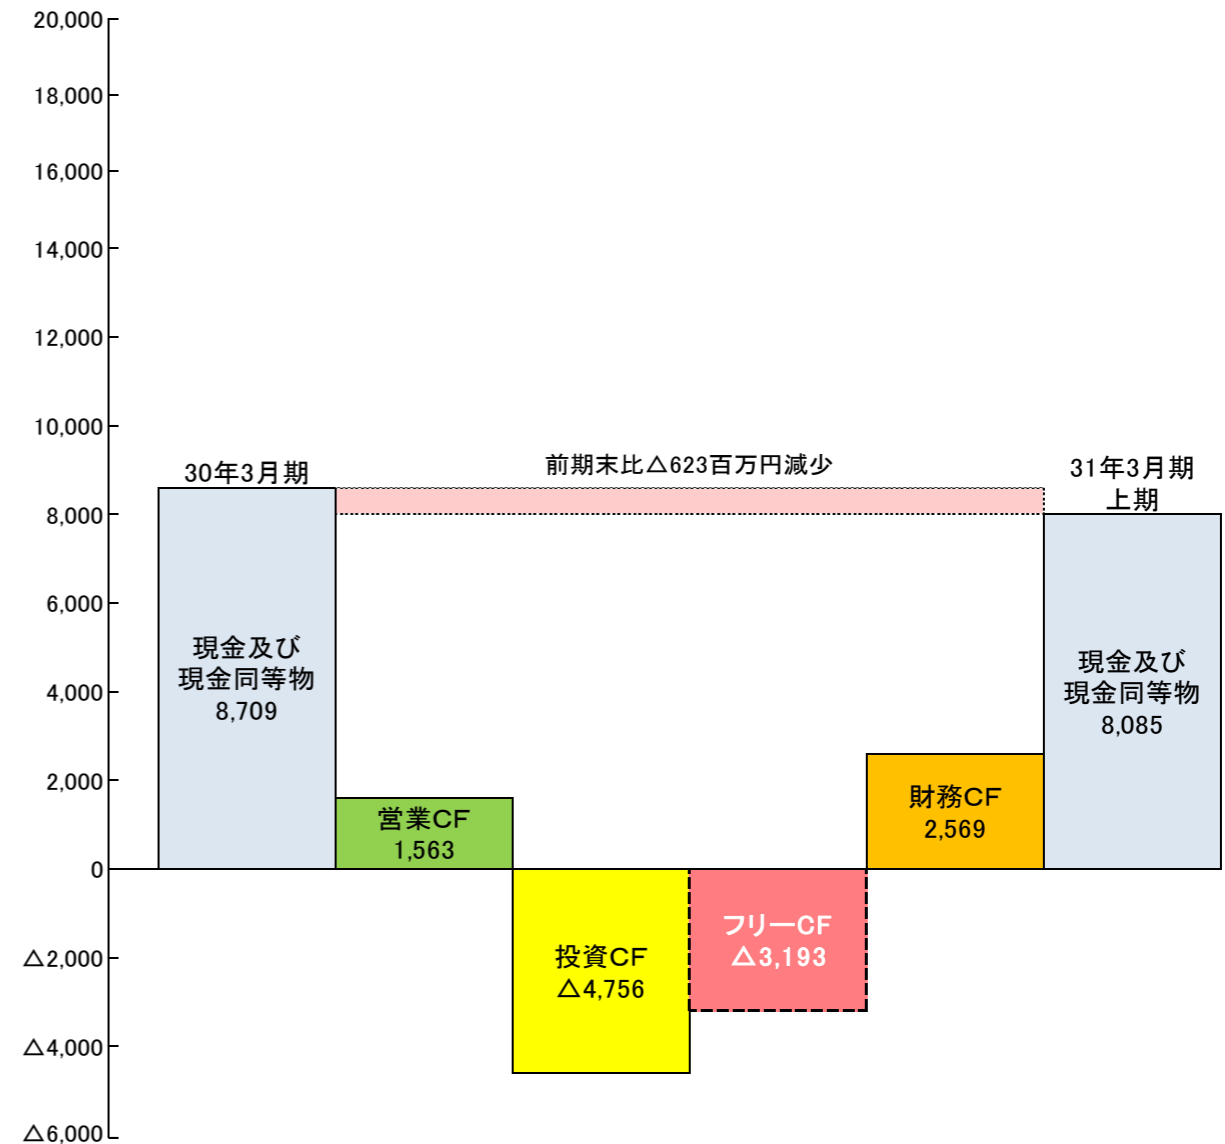 20,000
18,000
16,000
14,000
12,000
10,000
8,000
6,000
4,000
2,000
0
△2,000
△4,000
△6,000
30年3月期
前期末比△623百万円減少
31年3月期
上期
現金及び
現金同等物
8,709
営業CF
1,563
投資CF
△4,756
フリーCF
△3,193
財務CF
2,569
現金及び
現金同等物
8,085